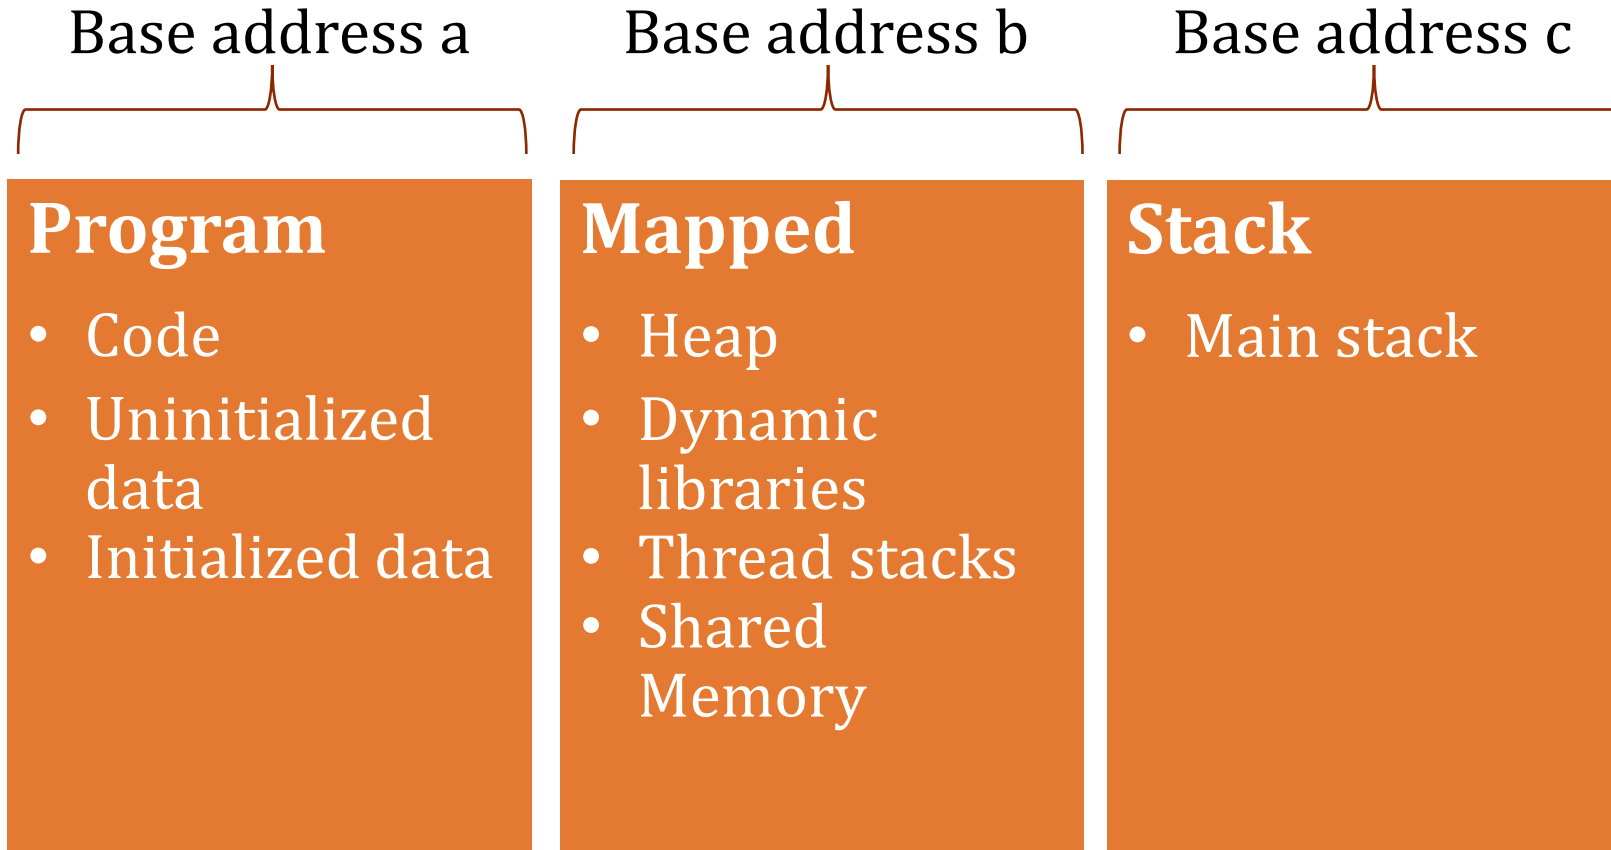 Base address a
Base address b
Base address c
Program
• Code
• Uninitialized
data
• Initialized data
Mapped
• Heap
• Dynamic
libraries
• Thread stacks
• Shared
Memory
Stack
• Main stack